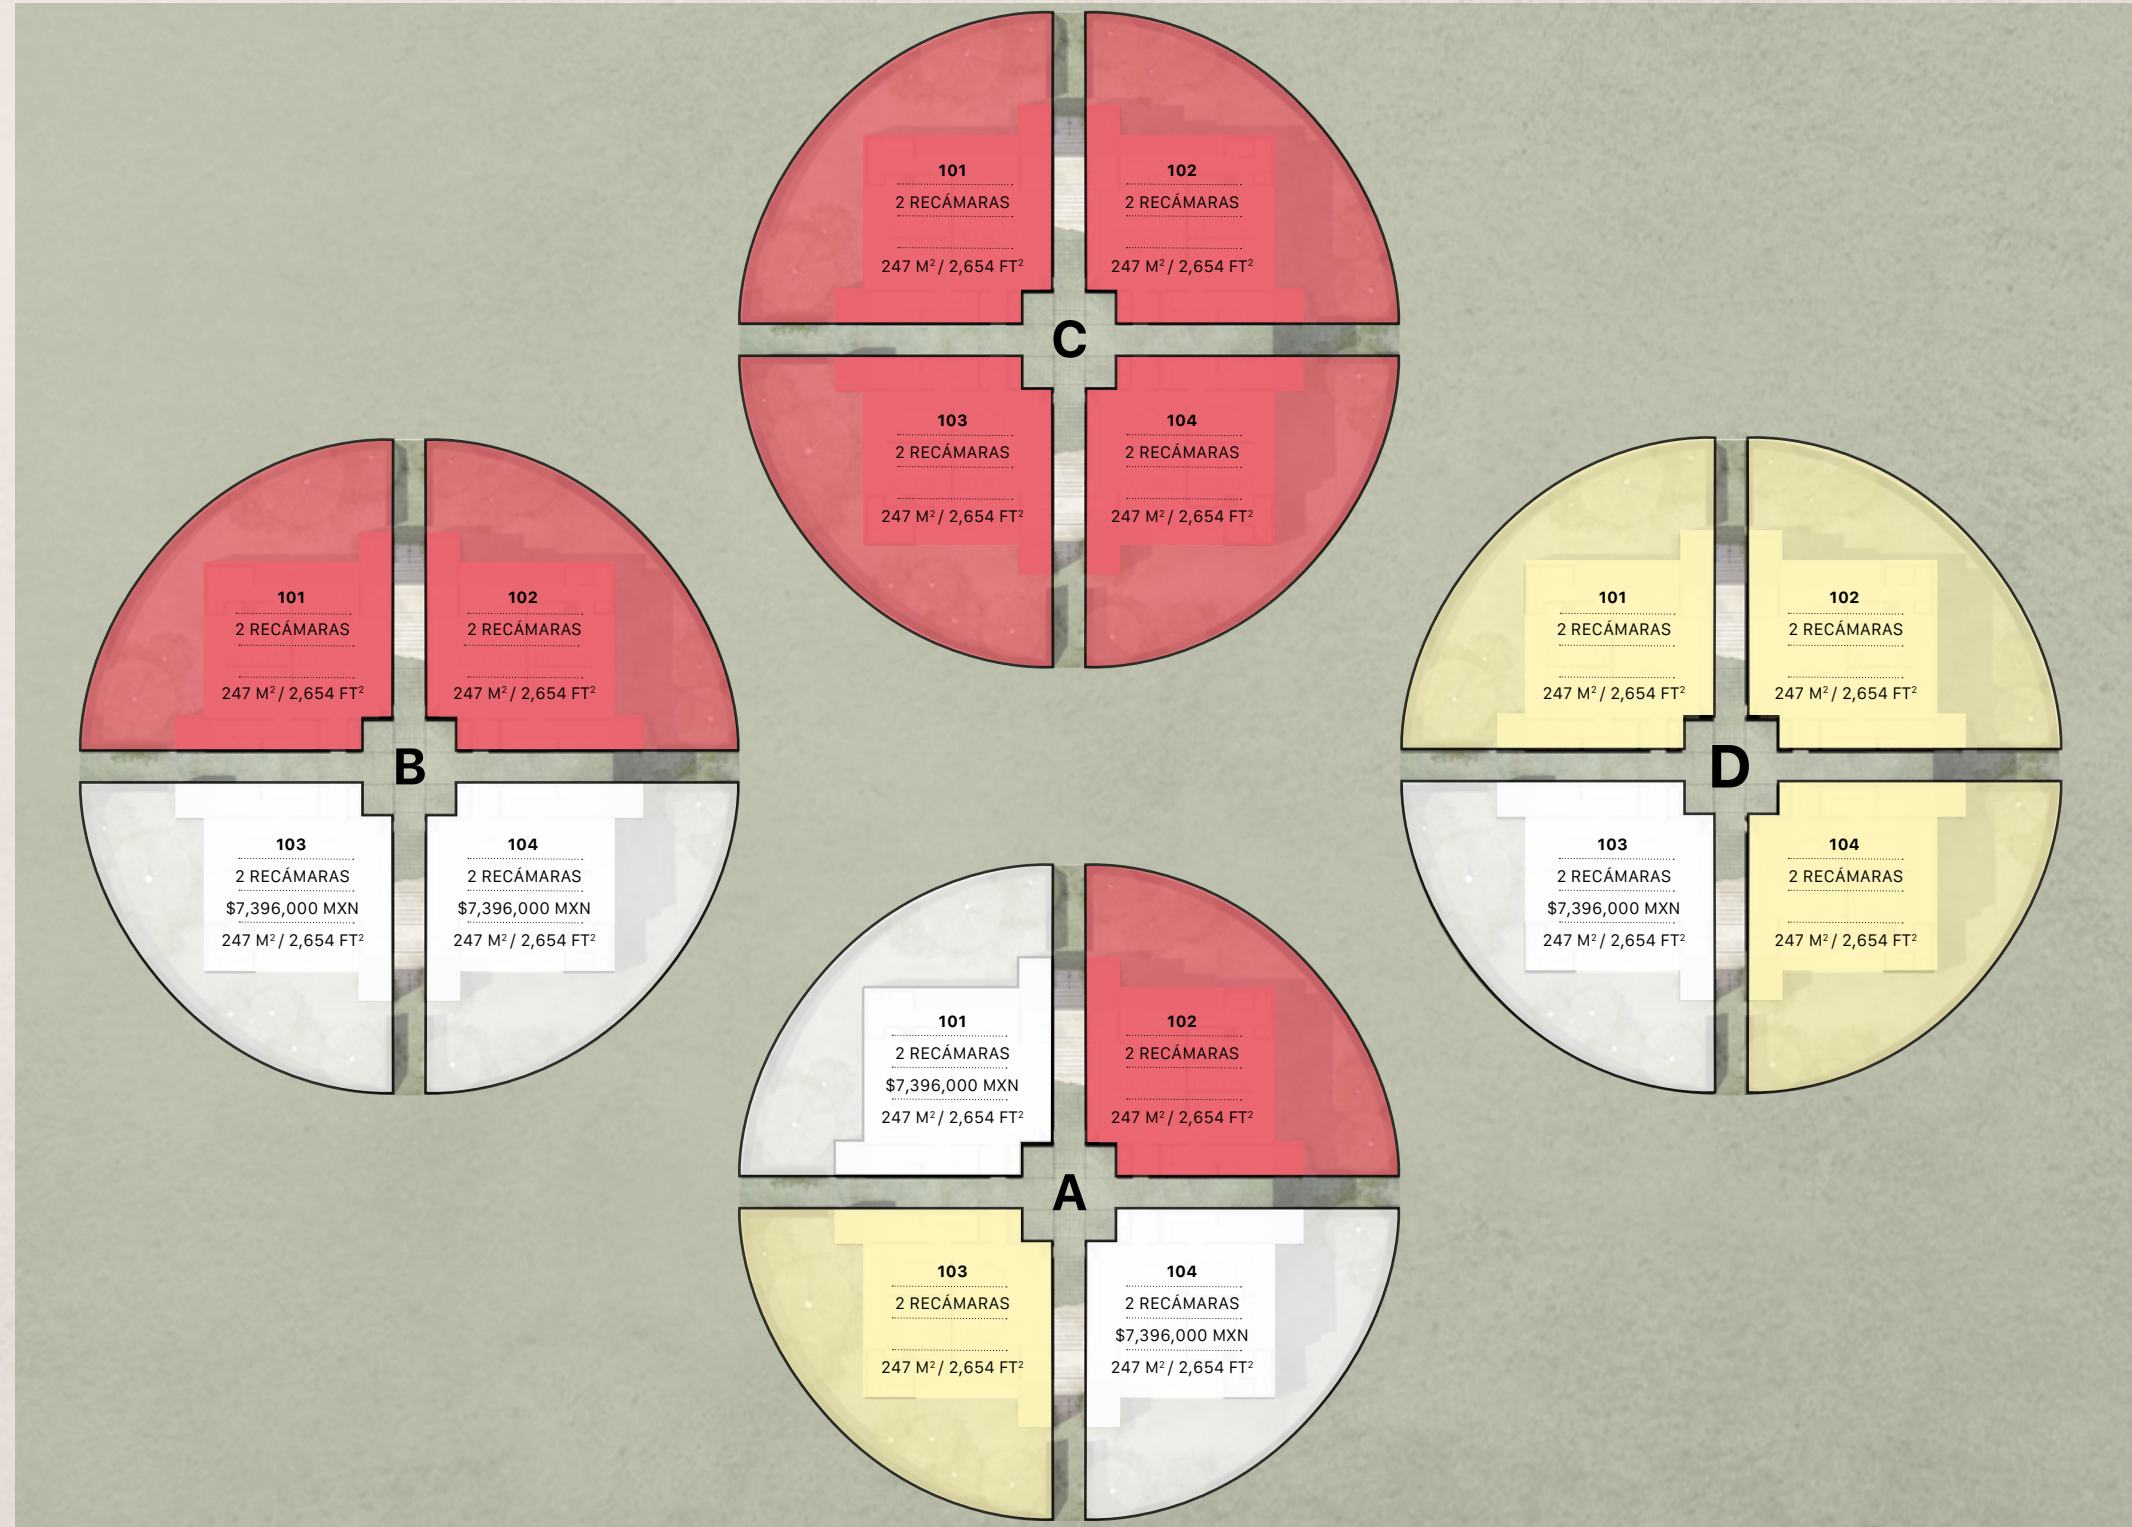 101
2 RECÁMARAS
247 M² / 2,654 FT²
102
2 RECÁMARAS
247 M² / 2,654 FT²
C
103
2 RECÁMARAS
247 M² / 2,654 FT²
104
2 RECÁMARAS
247 M² / 2,654 FT²
101
2 RECÁMARAS
247 M² / 2,654 FT²
102
2 RECÁMARAS
247 M² / 2,654 FT²
B
103
2 RECÁMARAS
$7,396,000 MXN
247 M² / 2,654 FT²
104
2 RECÁMARAS
$7,396,000 MXN
247 M² / 2,654 FT²
101
2 RECÁMARAS
247 M² / 2,654 FT²
102
2 RECÁMARAS
247 M² / 2,654 FT²
D
103
2 RECÁMARAS
$7,396,000 MXN
247 M² / 2,654 FT²
104
2 RECÁMARAS
247 M² / 2,654 FT²
101
2 RECÁMARAS
$7,396,000 MXN
247 M² / 2,654 FT²
102
2 RECÁMARAS
247 M² / 2,654 FT²
A
103
2 RECÁMARAS
247 M² / 2,654 FT²
104
2 RECÁMARAS
$7,396,000 MXN
247 M² / 2,654 FT²